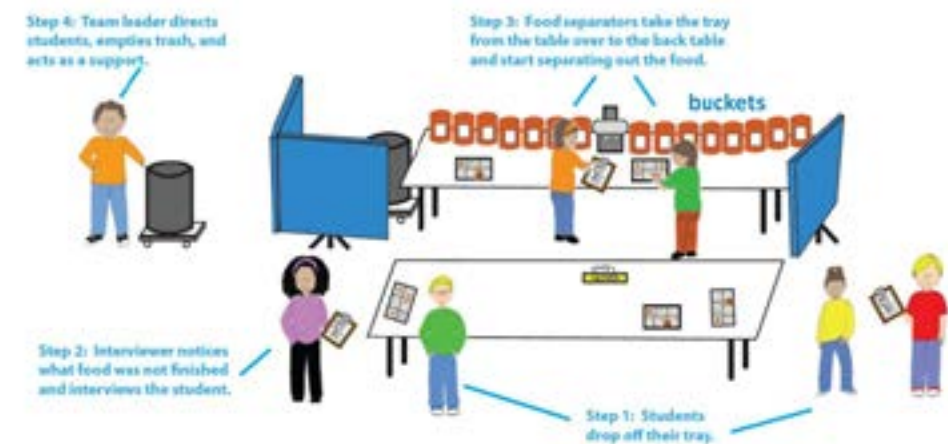 Step 4: Team leader directs
students, empties trash, and
acts as a support.
Step 3: Food separators take the tray
from the table over to the back table
and start separating out the food.
buckets
Step 2: Interviewer notices
what food was not finished
and interviews the student.
Step 1: Students
drop off their tray.